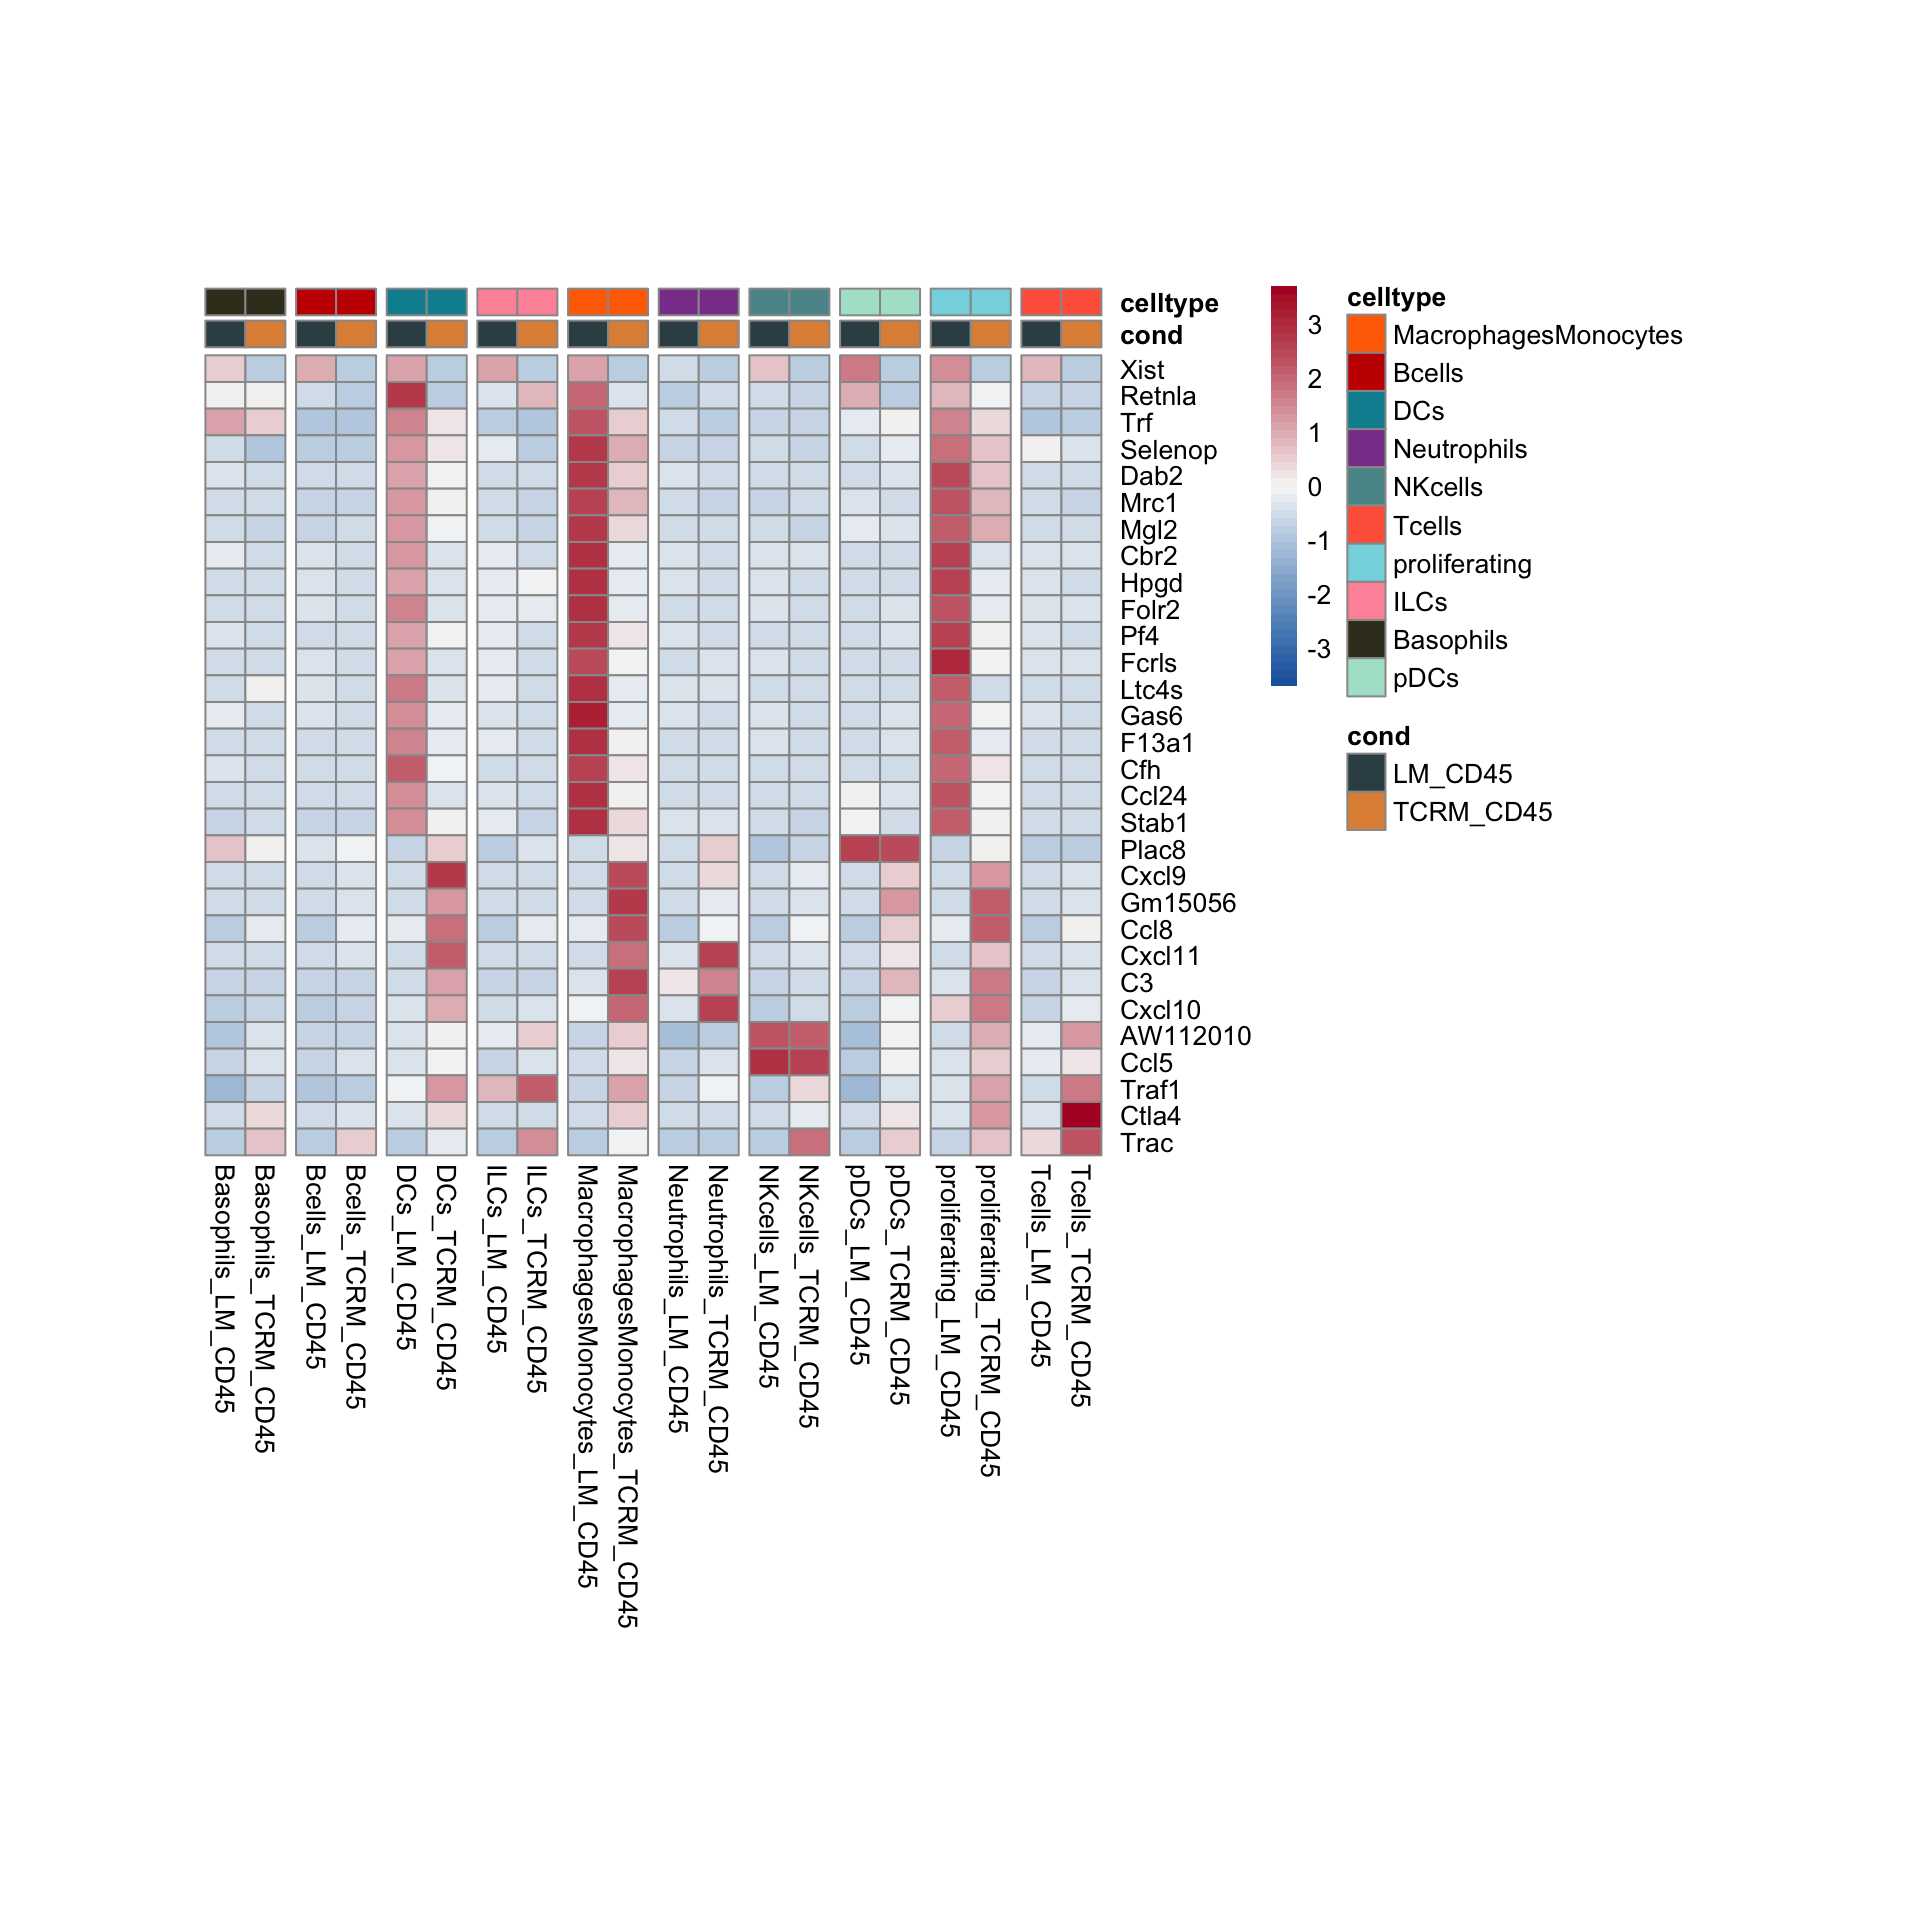 celltype
cond
Xist
Retnla
Trf
Selenop
Dab2
Mrc1
Mgl2
Cbr2
Hpgd
Folr2
Pf4
Fcrls
Ltc4s
Gas6
F13a1
Cfh
Ccl24
Stab1
Plac8
Cxcl9
Gm15056
Ccl8
Cxcl11
C3
Cxcl10
AW112010
Ccl5
Traf1
Ctla4
Trac
Basophils_LM_CD45
Basophils_TCRM_CD45
Bcells_LM_CD45
Bcells_TCRM_CD45
DCs_LM_CD45
DCs_TCRM_CD45
ILCs_LM_CD45
ILCs_TCRM_CD45
MacrophagesMonocytes_LM_CD45
MacrophagesMonocytes_TCRM_CD45
Neutrophils_LM_CD45
Neutrophils_TCRM_CD45
NKcells_LM_CD45
NKcells_TCRM_CD45
pDCs_LM_CD45
pDCs_TCRM_CD45
proliferating_LM_CD45
proliferating_TCRM_CD45
Tcells_LM_CD45
Tcells_TCRM_CD45
3
2
1
0
-1
-2
-3
celltype
MacrophagesMonocytes
Bcells
DCs
Neutrophils
NKcells
Tcells
proliferating
ILCs
Basophils
pDCs
cond
LM_CD45
TCRM_CD45